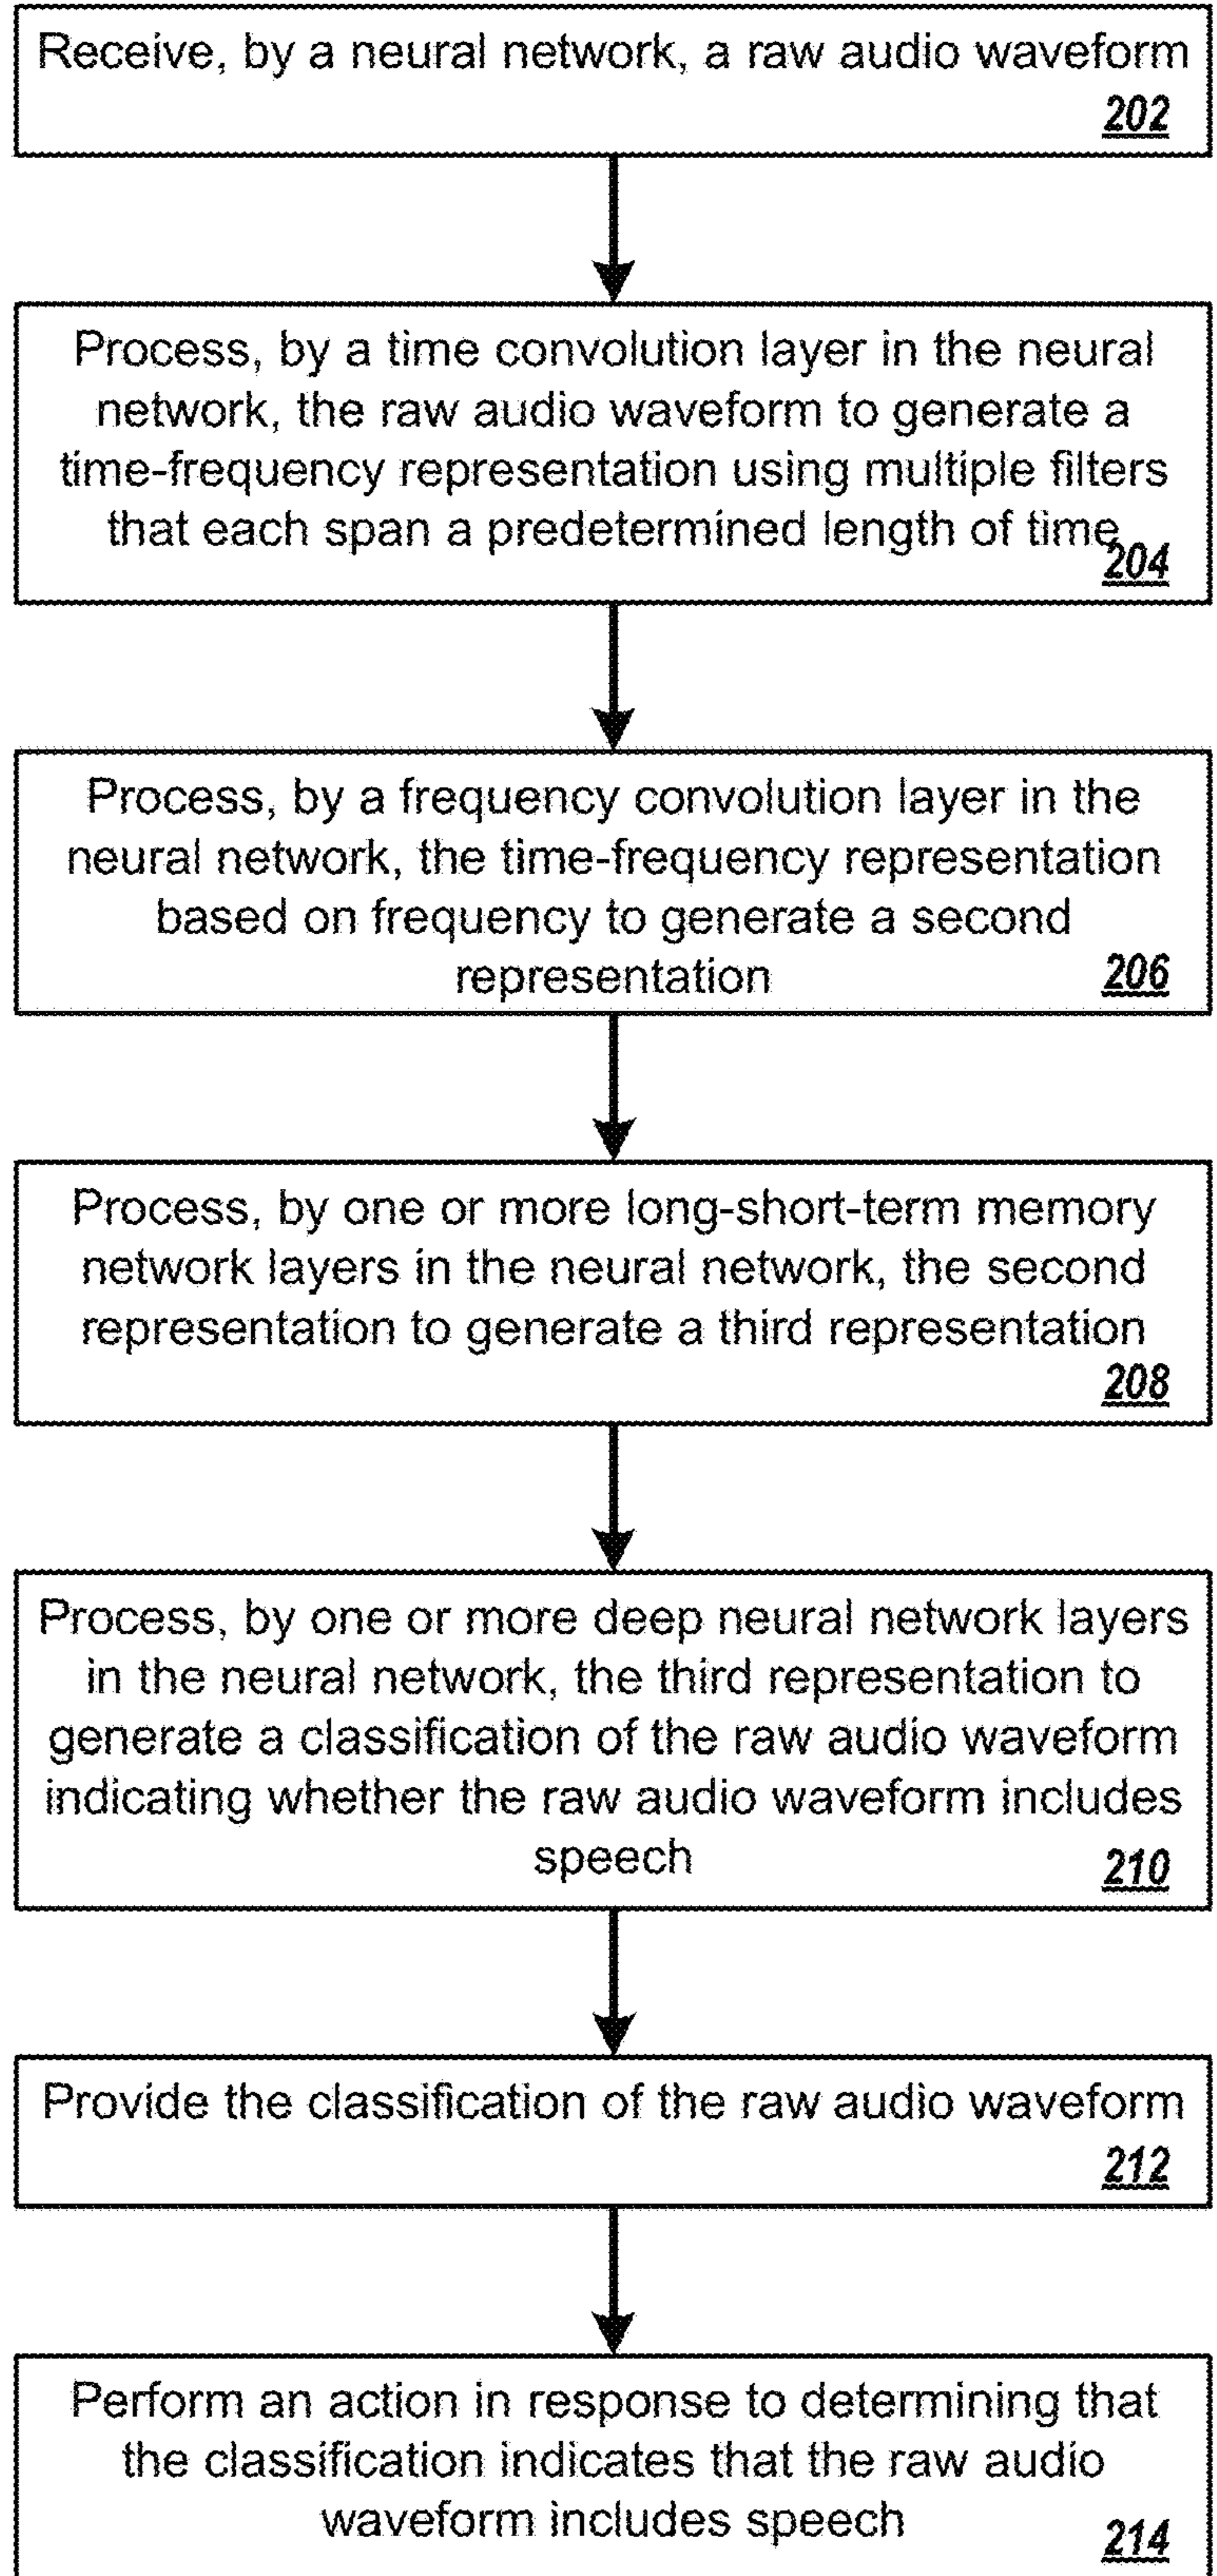 Receive, by a neural network, a raw audio waveform
202
Process, by a time convolution layer in the neural
network, the raw audio waveform to generate a
time-frequency representation using multiple filters
that each span a predetermined length of time
204
Process, by a frequency convolution layer in the
neural network, the time-frequency representation
based on frequency to generate a second
representation
206
Process, by one or more long-short-term memory
network layers in the neural network, the second
representation to generate a third representation
208
Process, by one or more deep neural network layers
in the neural network, the third representation to
generate a classification of the raw audio waveform
indicating whether the raw audio waveform includes
speech
210
Provide the classification of the raw audio waveform
212
Perform an action in response to determining that
the classification indicates that the raw audio
waveform includes speech
214